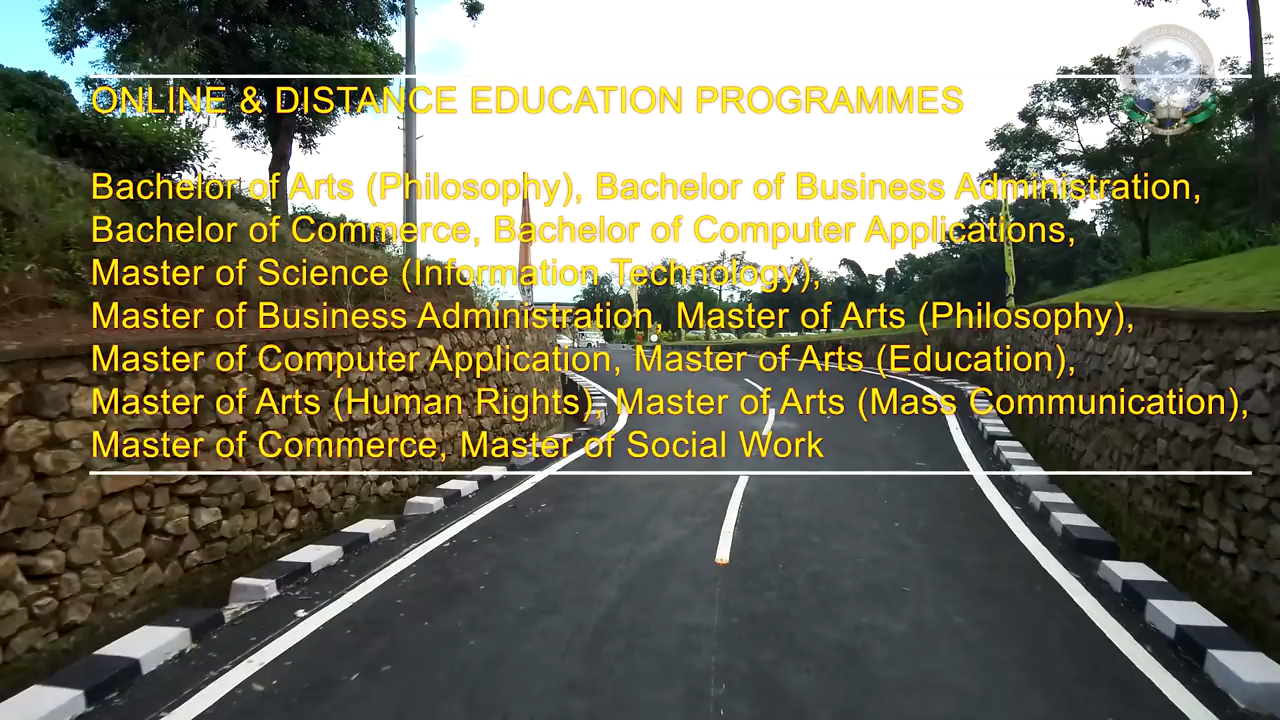 ONLINE & DISTANCE EDUCATION PROGRAMMES
Bachelor of Arts (Philosophy), Bachelor of Business Administration,
Bachelor of Commerce, Bachelor of Computer Applications,
Master of Science (Information Technology),
Master of Business Administration, Master of Arts (Philosophy),
Master of Computer Application, Master of Arts (Education),
Master of Arts (Human Rights), Master of Arts (Mass Communication),
Master of Commerce, Master of Social Work